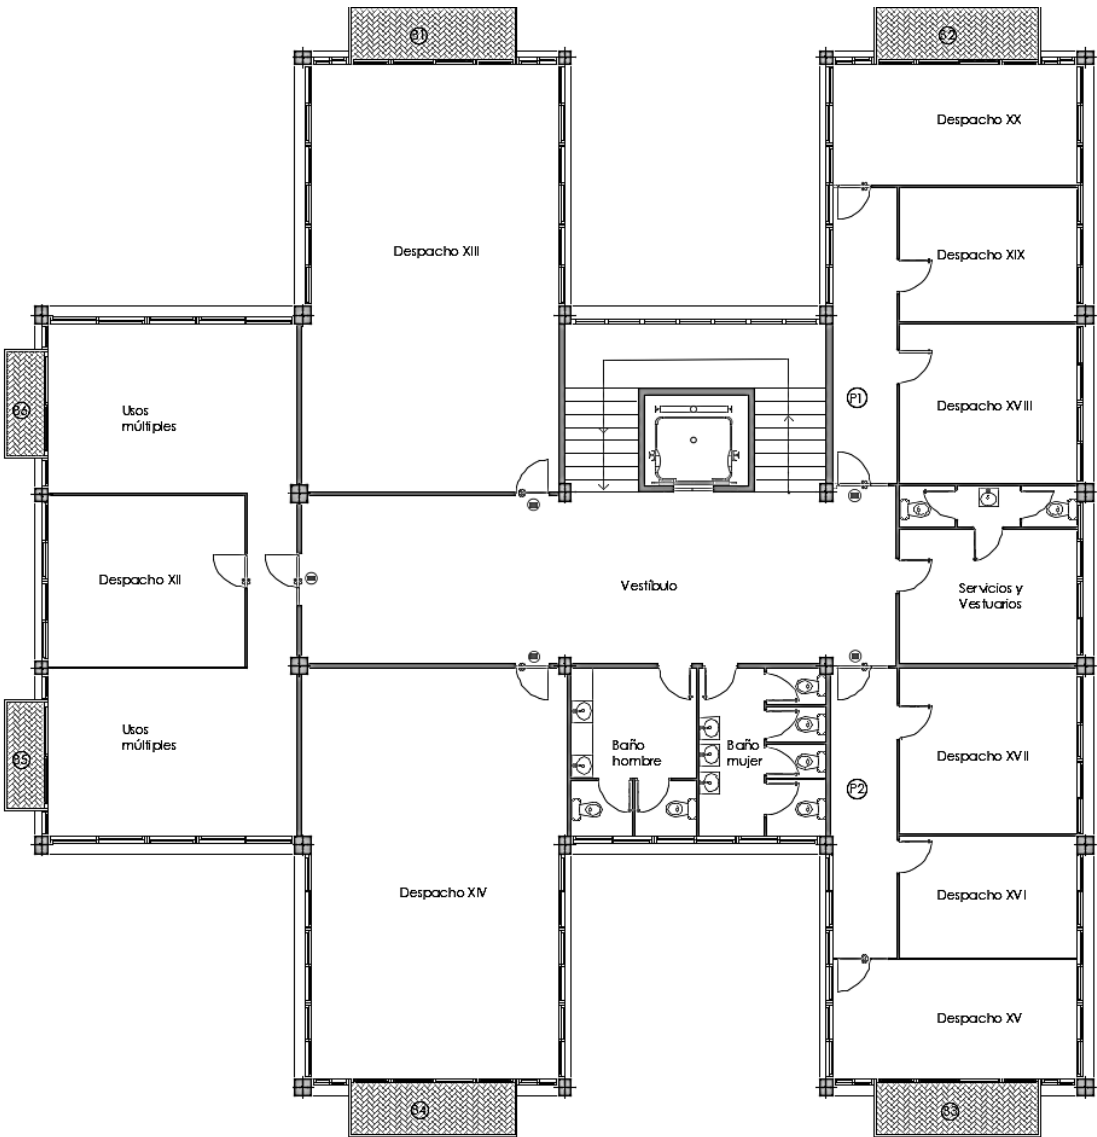 B1
B2
Despacho XX
Despacho XIII
Despacho XIX
B6
Usos
múltiples
P1
Despacho XVIII
Despacho XII
Vestíbulo
Servicios y
Vestuarios
B5
Usos
múltiples
Baño
hombre
Baño
mujer
Despacho XVII
P2
Despacho XIV
Despacho XVI
Despacho XV
B4
B3